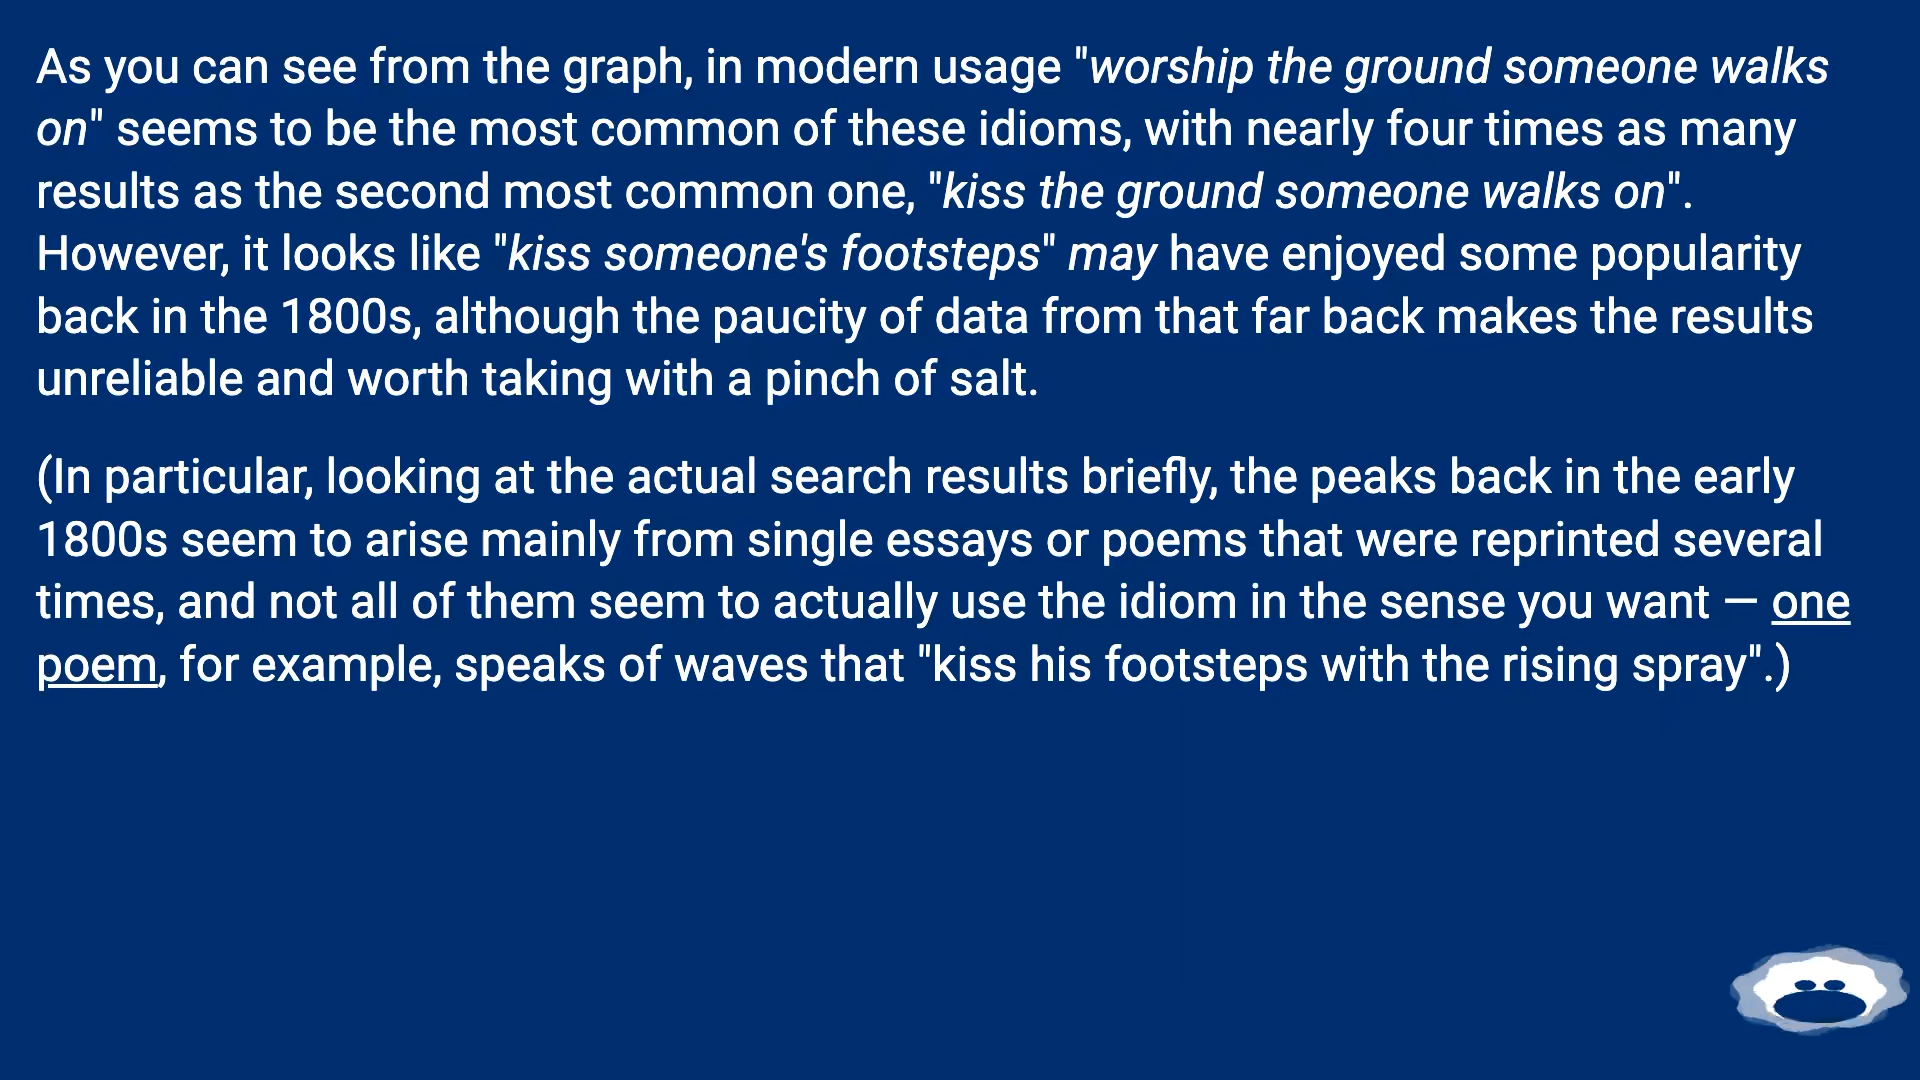 As you can see from the graph, in modern usage "worship the ground someone walks
on" seems to be the most common of these idioms, with nearly four times as many
results as the second most common one, "kiss the ground someone walks on".
However, it looks like "kiss someone's footsteps" may have enjoyed some popularity
back in the 1800s, although the paucity of data from that far back makes the results
unreliable and worth taking with a pinch of salt.
(In particular, looking at the actual search results briefly, the peaks back in the early
1800s seem to arise mainly from single essays or poems that were reprinted several
times, and not all of them seem to actually use the idiom in the sense you want — one
poem, for example, speaks of waves that "kiss his footsteps with the rising spray".)